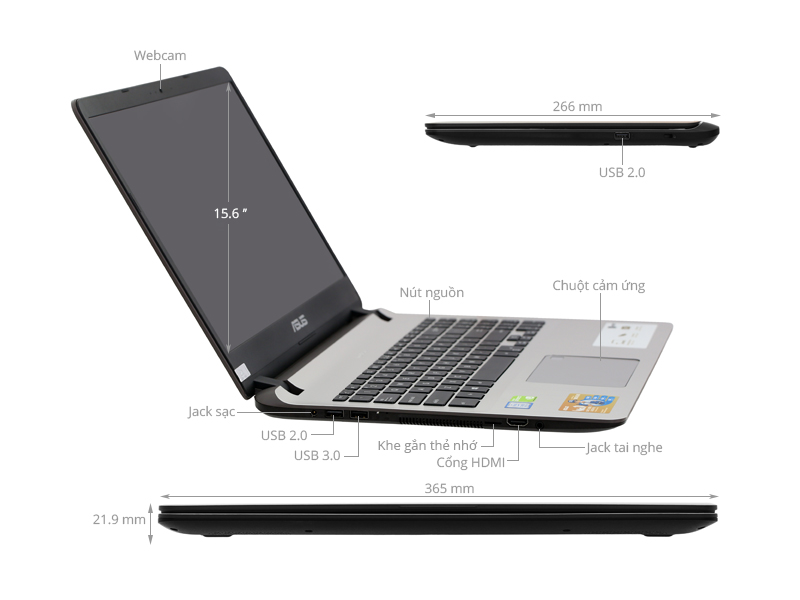 Webcam
266 mm
USB 2.0
15.6 ”
Nút nguồn
Chuột cảm ứng
ASUS
Jack sạc
USB 2.0
USB 3.0
Khe gắn thẻ nhớ
Cổng HDMI
Jack tai nghe
365 mm
21.9 mm